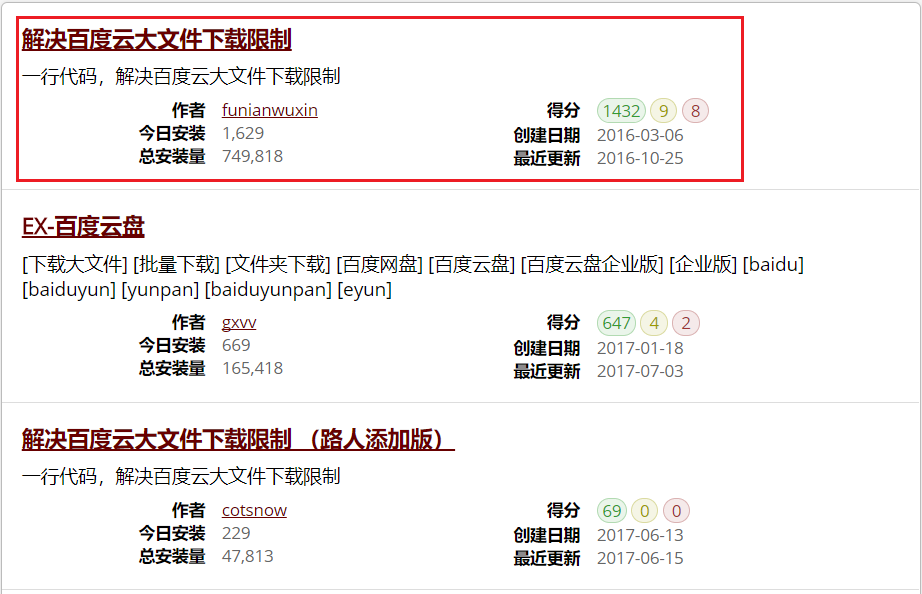 解决百度云大文件下载限制
一行代码，解决百度云大文件下载限制
作者 funianwuxin 得分 1432 9 8
今日安装 1,629 创建日期 2016-03-06
总安装量 749,818 最近更新 2016-10-25
EX-百度云盘
[下载大文件] [批量下载] [文件夹下载] [百度网盘] [百度云盘] [百度云盘企业版] [企业版] [baidu]
[baiduyun] [yunpan] [baiduyunpan] [eyun]
作者 gxvv 得分 647 4 2
今日安装 669 创建日期 2017-01-18
总安装量 165,418 最近更新 2017-07-03
解决百度云大文件下载限制 （路人添加版）
一行代码，解决百度云大文件下载限制
作者 cotsnow 得分 69 0 0
今日安装 229 创建日期 2017-06-13
总安装量 47,813 最近更新 2017-06-15